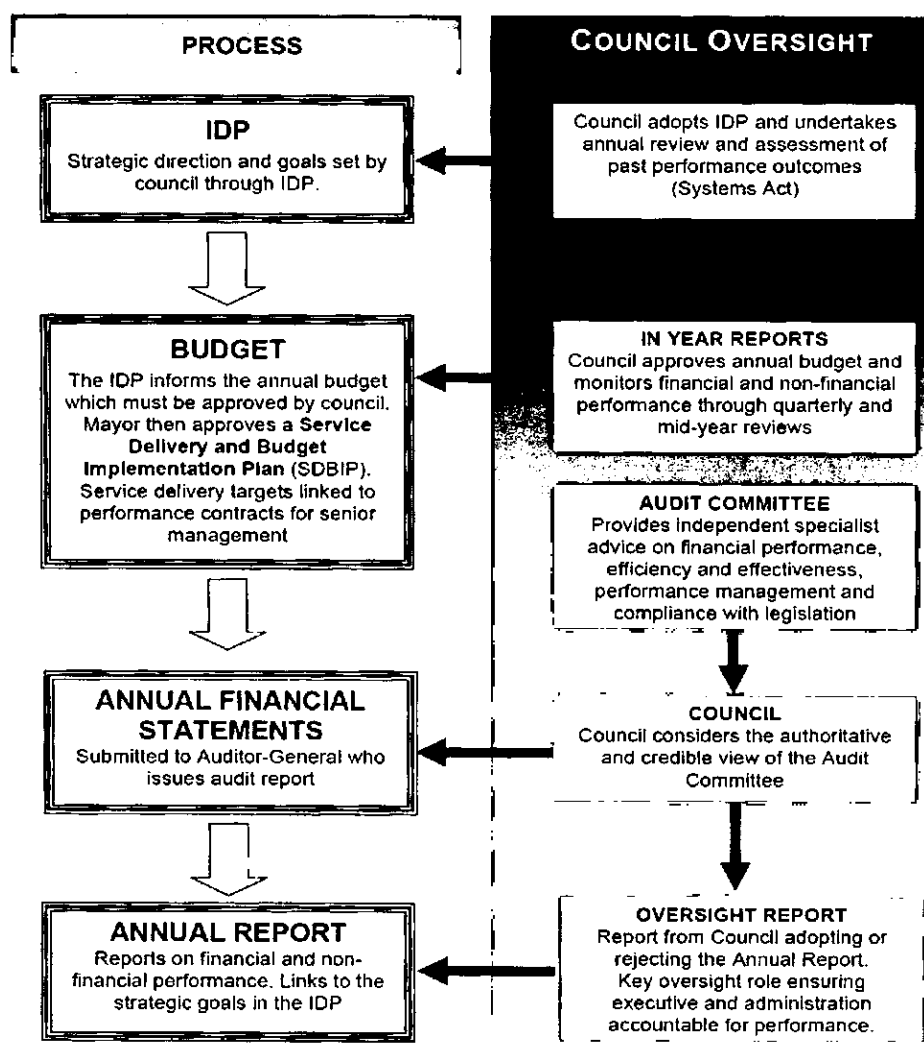 PROCESS
IDP
Strategic direction and goals set by
council through IDP.
BUDGET
The IDP informs the annual budget
which must be approved by council.
Mayor then approves a Service
Delivery and Budget
Implementation Plan (SDBIP).
Service delivery targets linked to
performance contracts for senior
management
ANNUAL FINANCIAL
STATEMENTS
Submitted to Auditor-General who
issues audit report
ANNUAL REPORT
Reports on financial and non-
financial performance. Links to
the strategic goals in the IDP
COUNCIL OVERSIGHT
Council adopts IDP and undertakes
annual review and assessment of
past performance outcomes
(Systems Act)
IN YEAR REPORTS
Council approves annual budget and
monitors financial and non-financial
performance through quarterly and
mid-year reviews
AUDIT COMMITTEE
Provides independent specialist
advice on financial performance,
efficiency and effectiveness,
performance management and
compliance with legislation
COUNCIL
Council considers the authoritative
and credible view of the Audit
Committee
OVERSIGHT REPORT
Report from Council adopting or
rejecting the Annual Report.
Key oversight role ensuring
executive and administration
accountable for performance.